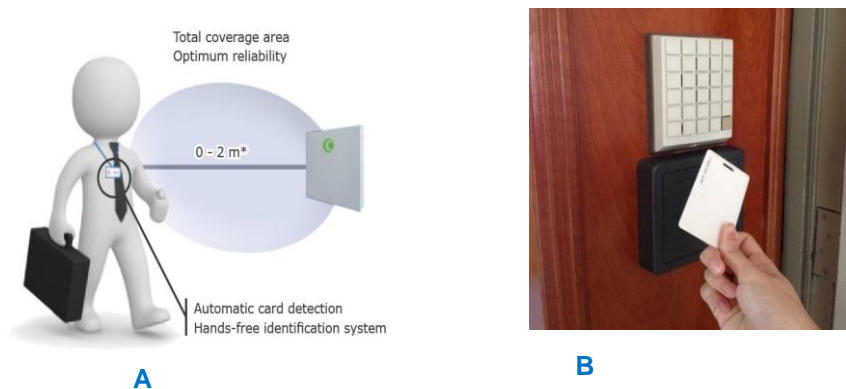 Total coverage area
Optimum reliability
0 - 2 m*
Automatic card detection
Hands-free identification system
A
B